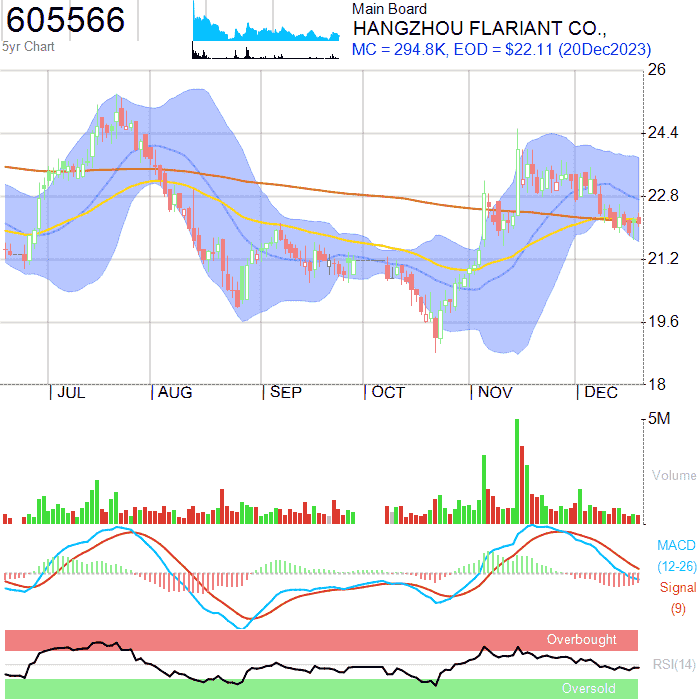 605566
5yr Chart
Main Board
HANGZHOU FLARIANT CO.,
MC = 294.8K, EOD = $22.11 (20Dec2023)
26
24.4
22.8
21.2
19.6
18
JUL
AUG
SEP
OCT
NOV
DEC
5M
Volume
MACD
(12-26)
Signal
(9)
Overbought
RSI(14)
Oversold